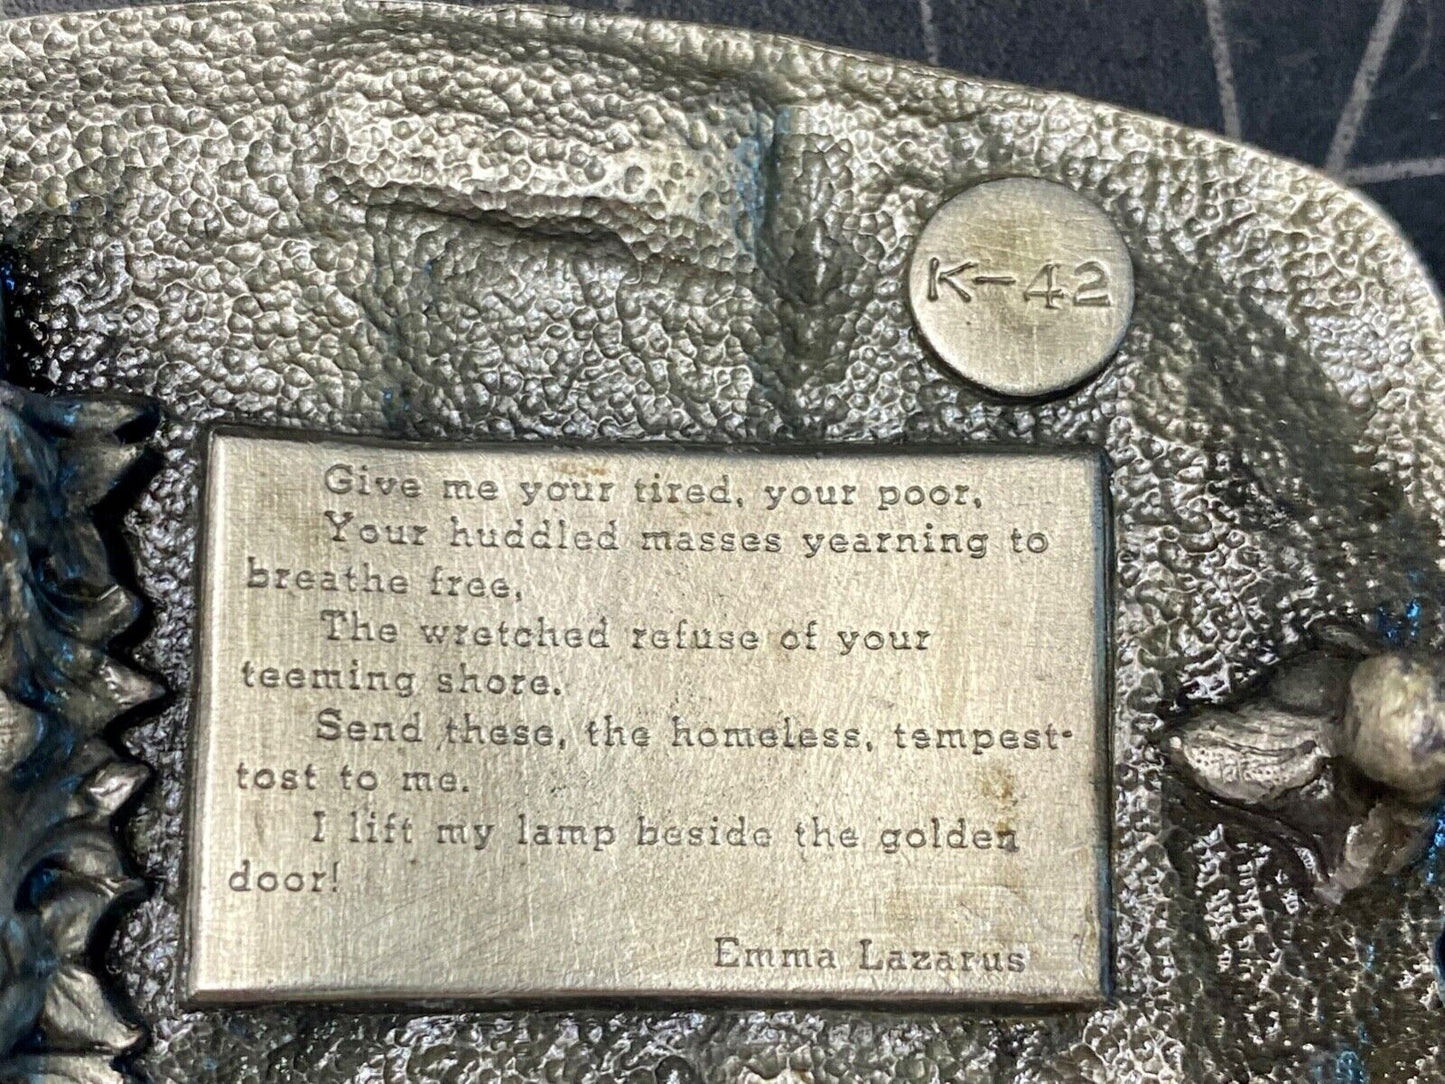 K-42
Give me your tired, your poor,
Your huddled masses yearning to
breathe free,
The wretched refuse of your
teeming shore.
Send these, the homeless, tempest-
tost to me.
I lift my lamp beside the golden
door!
Emma Lazarus